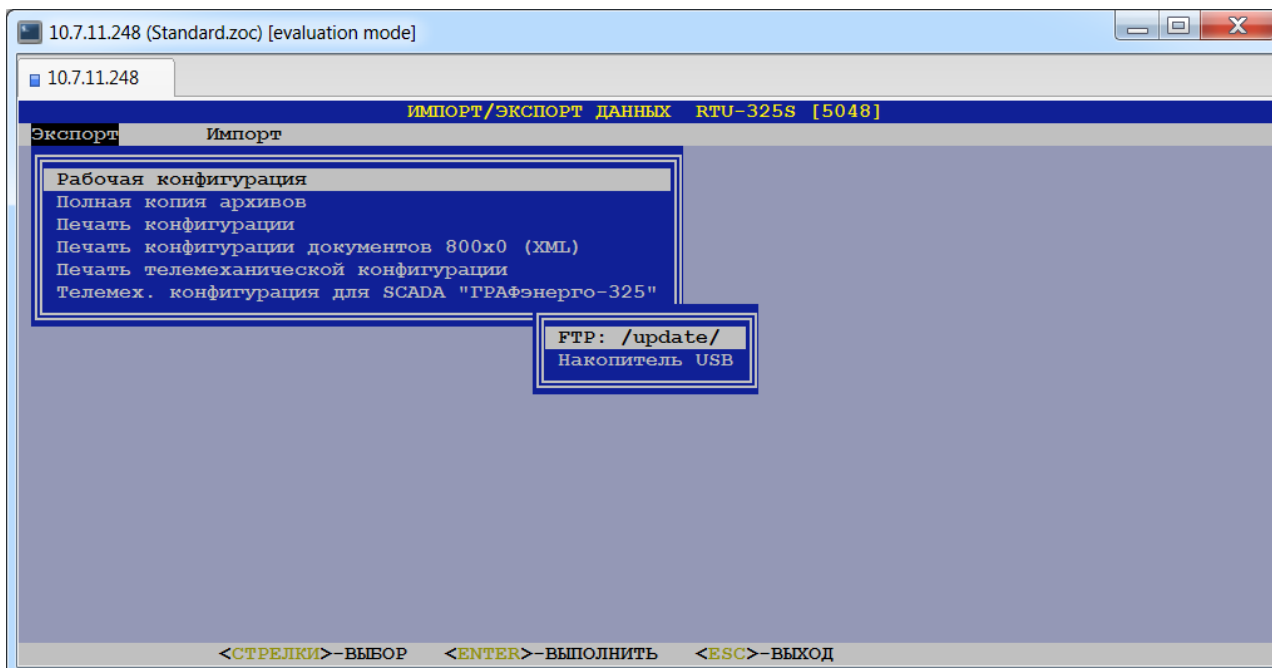 10.7.11.248 (Standard.zoc) [evaluation mode]
10.7.11.248
ИМПОРТ/ЭКСПОРТ ДАННЫХ RTU-325S [5048]
Экспорт Импорт
Рабочая конфигурация
Полная копия архивов
Печать конфигурации
Печать конфигурации документов 800x0 (XML)
Печать телемеханической конфигурации
Телемех. конфигурация для SCADA "ГРАФэнерго-325"
FTP: /update/
Накопитель USB
<СТРЕЛКИ>-ВЫБОР <ENTER>-ВЫПОЛНИТЬ <ESC>-ВЫХОД